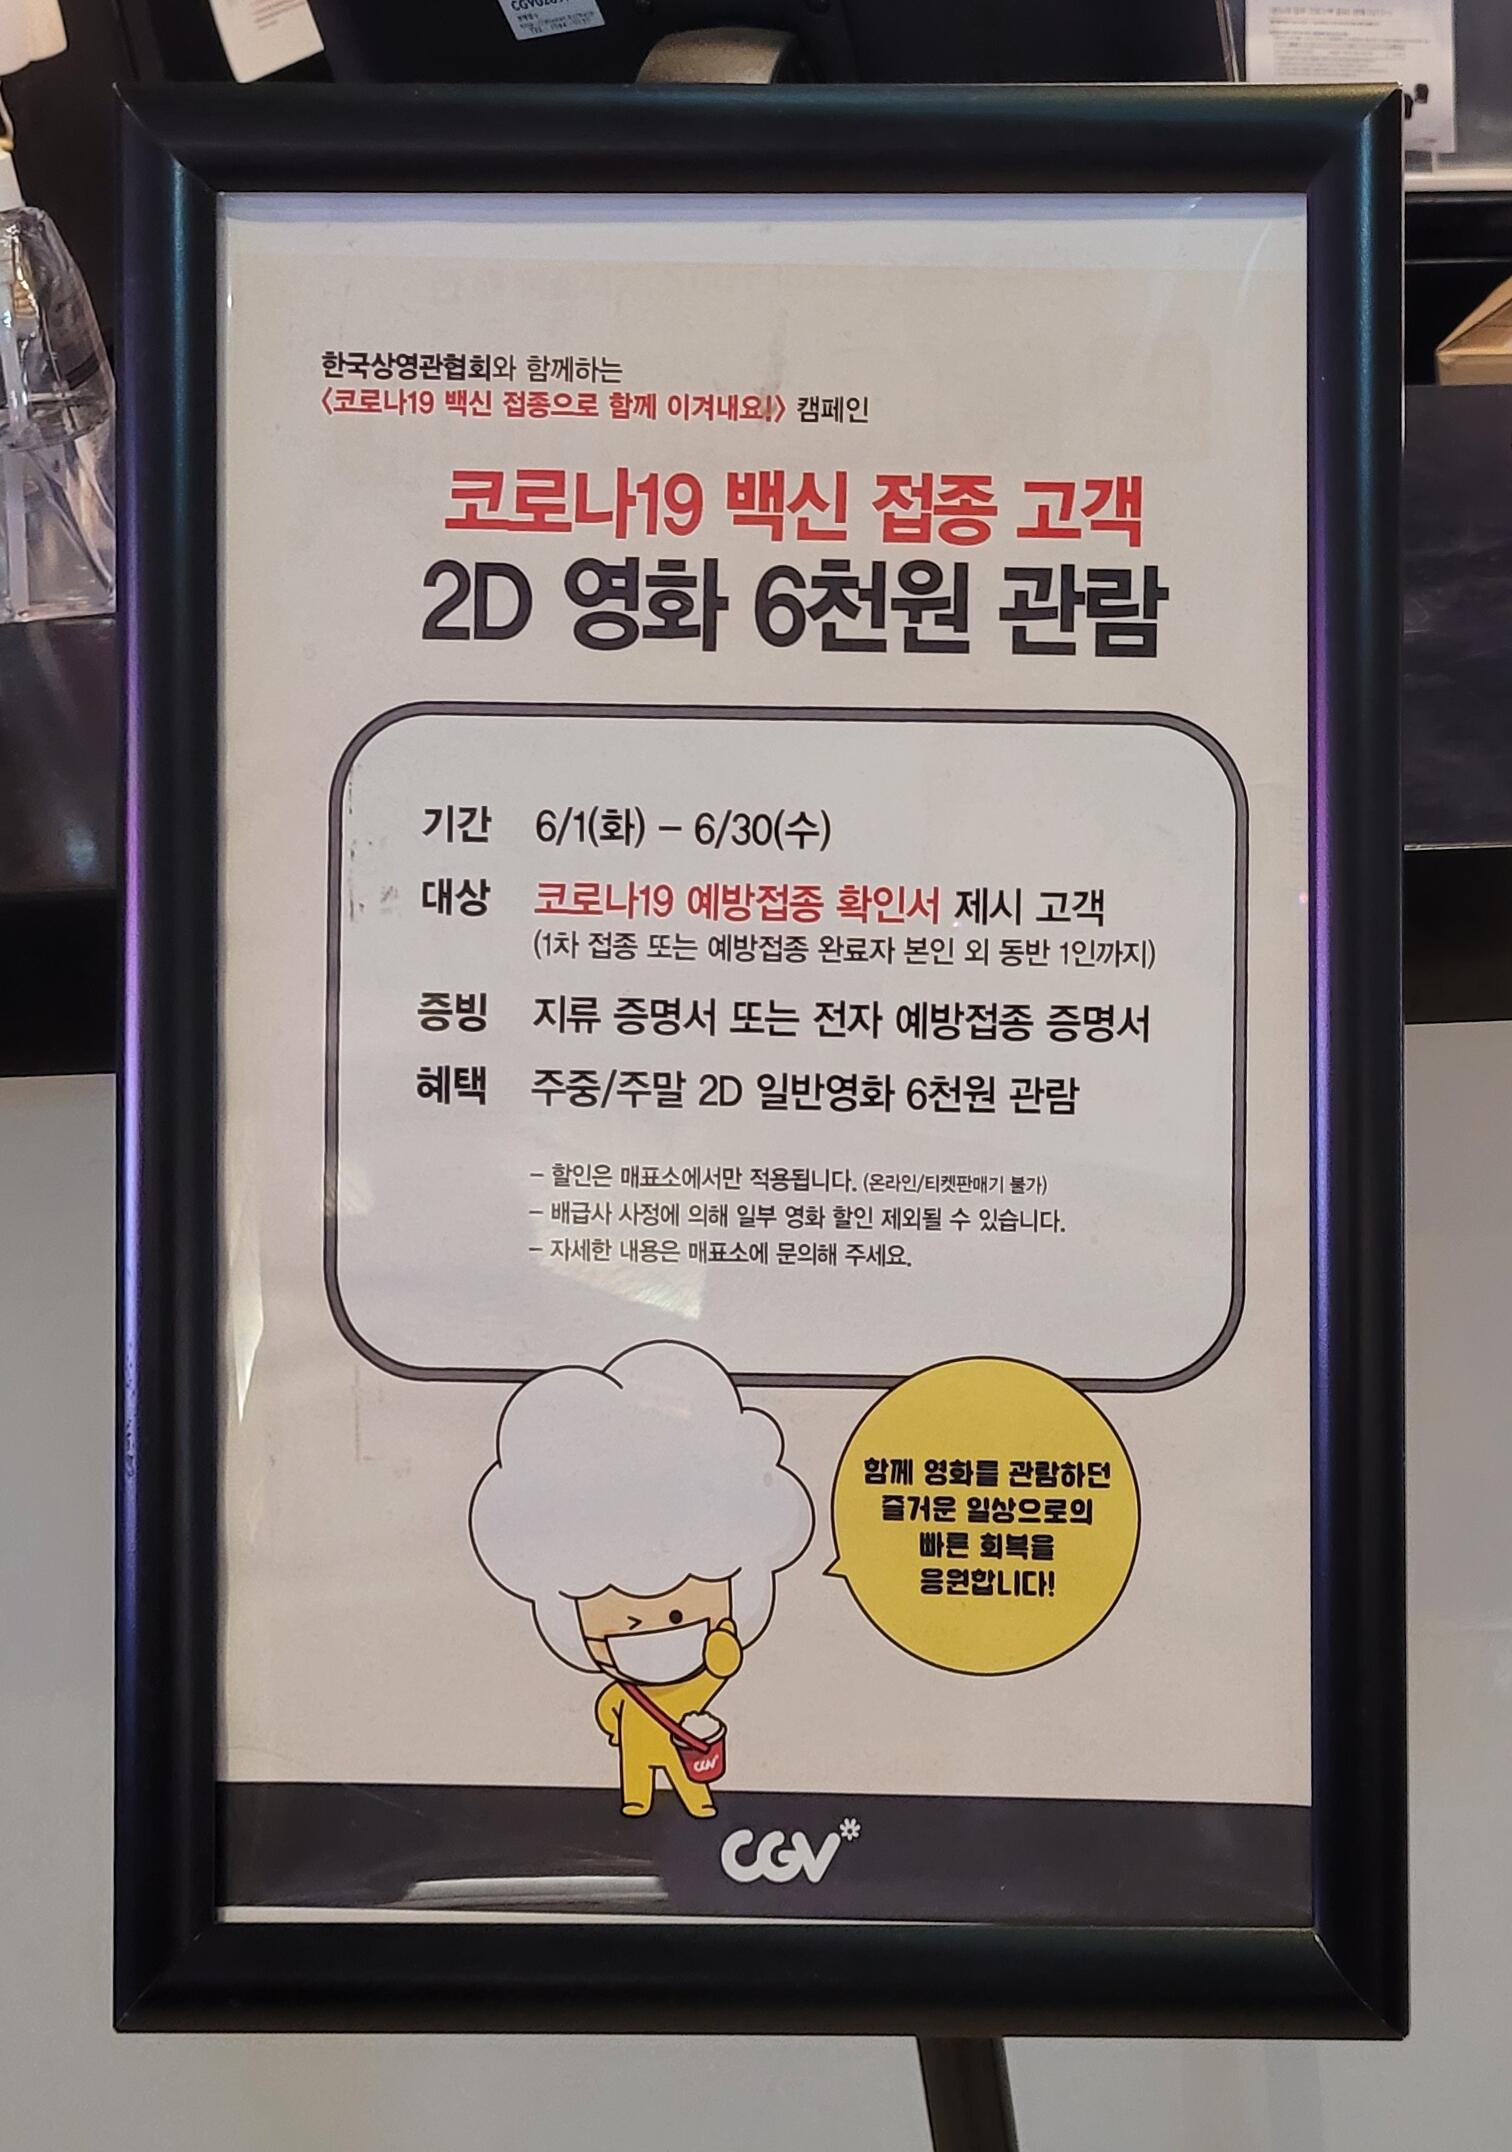 한국상영관협회와 함께하는
<코로나19 백신 접종으로 함께 이겨내요!> 캠페인
코로나19 백신 접종 고객
2D 영화 6천원 관람
기간 6/1(화) – 6/30(수)
대상 코로나19 예방접종 확인서 제시 고객
(1차 접종 또는 예방접종 완료자 본인 외 동반 1인까지)
증빙 지류 증명서 또는 전자 예방접종 증명서
혜택 주중/주말 2D 일반영화 6천원 관람
– 할인은 매표소에서만 적용됩니다. (온라인/티켓판매기 불가)
– 배급사 사정에 의해 일부 영화 할인 제외될 수 있습니다.
– 자세한 내용은 매표소에 문의해 주세요.
함께 영화를 관람하던
즐거운 일상으로의
빠른 회복을
응원합니다!
CGV
CGV